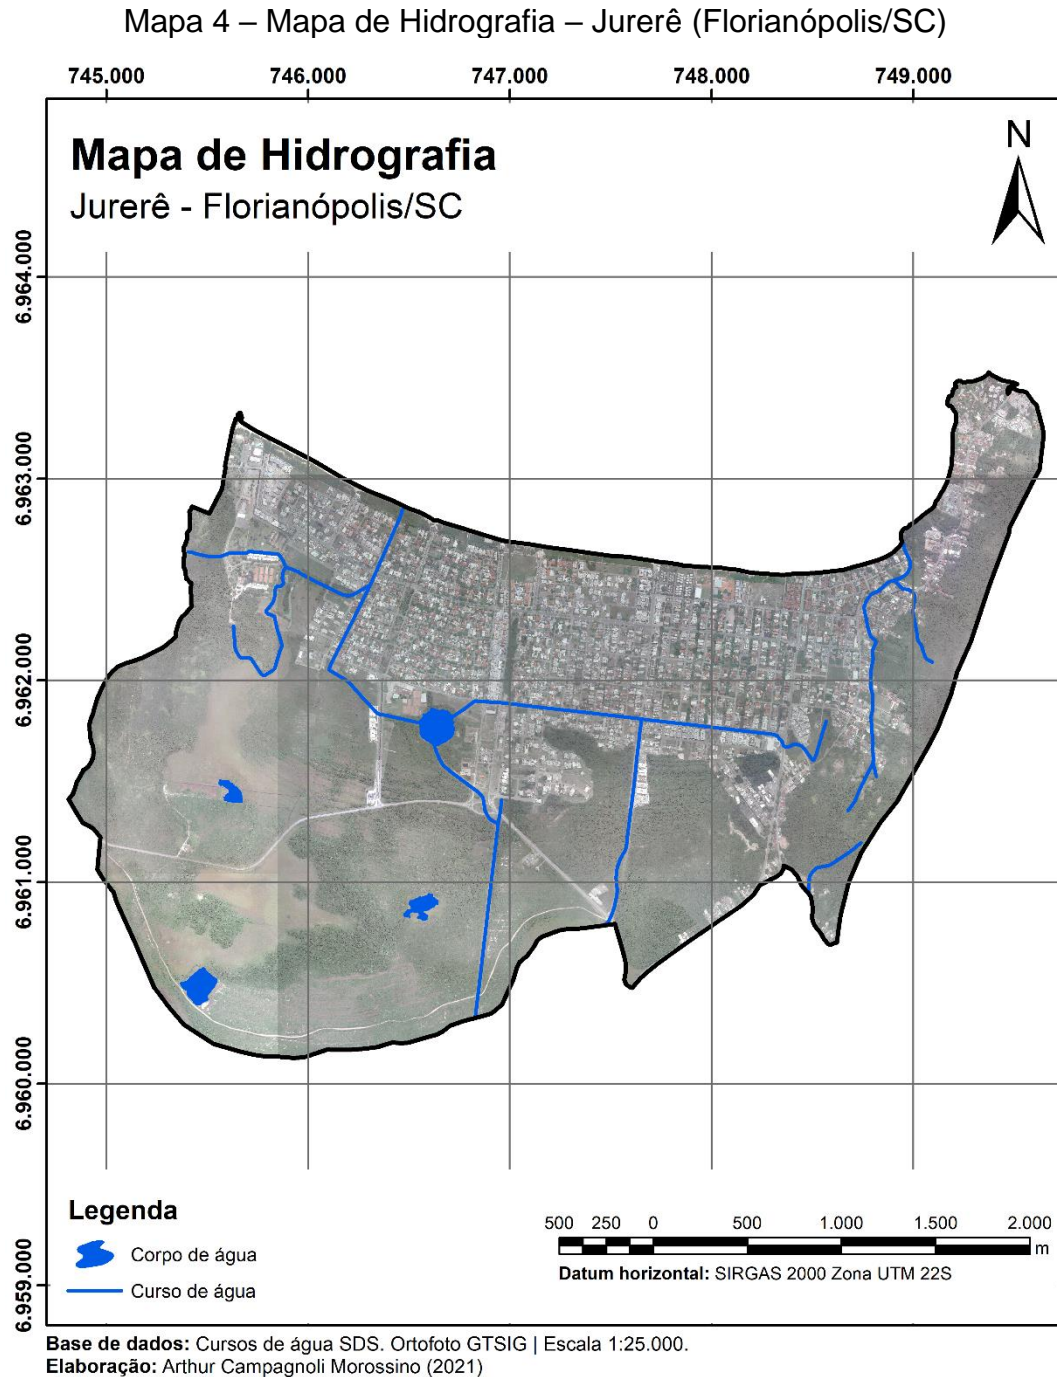 Mapa 4 – Mapa de Hidrografia – Jurerê (Florianópolis/SC)
745.000 746.000 747.000 748.000 749.000
Mapa de Hidrografia
Jurerê - Florianópolis/SC
N
6.964.000
6.963.000
6.962.000
6.961.000
6.960.000
6.959.000
Legenda
Corpo de água
Curso de água
500 250 0 500 1.000 1.500 2.000
m
Datum horizontal: SIRGAS 2000 Zona UTM 22S
Base de dados: Cursos de água SDS. Ortofoto GTSIG | Escala 1:25.000.
Elaboração: Arthur Campagnoli Morossino (2021)